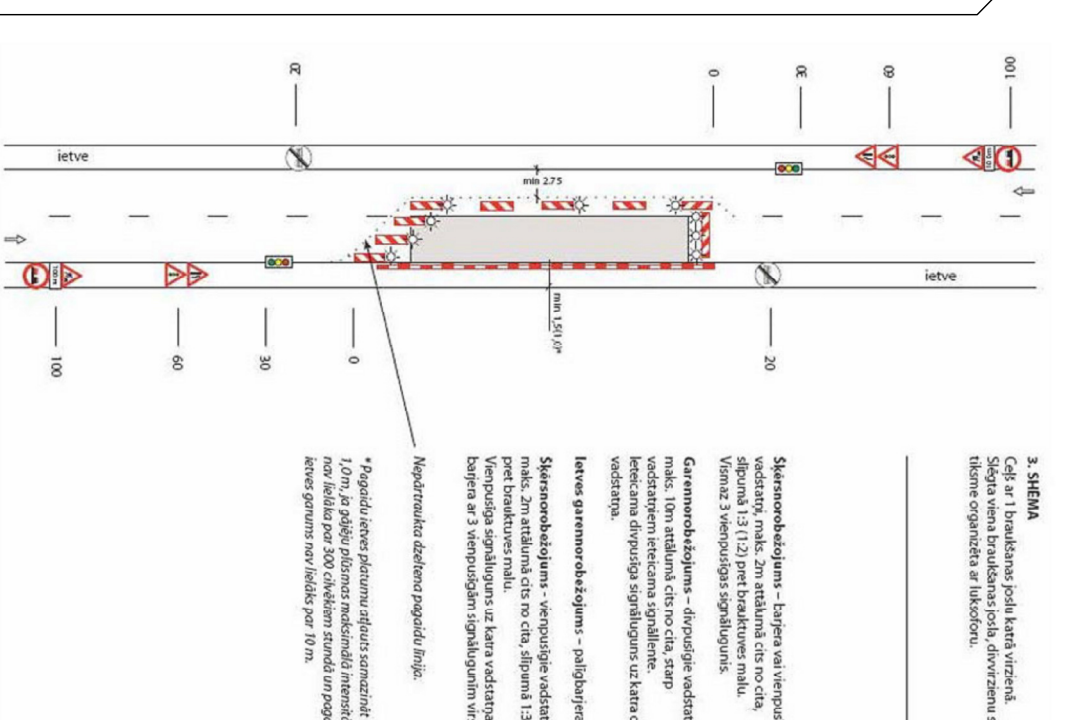 ietve
min 2.75
ietve
min 1,5(1,0)*
20
0
30
60
100
100
60
30
0
20
3. SHĒMA
Ceļš ar 1 braukšanas joslu katrā virzienā.
Slēgta viena braukšanas josla, divvirzienu s
tiksme organizēta ar luksoforu.
Šķērsnorobežojums – barjera vai vienpus
vadstatņi, maks. 2m attālumā cits no cita,
slīpumā 1:3 (1:2) pret brauktuves malu.
Vismaz 3 vienpusīgas signālugunis.
Garennorobežojums – divpusīgie vadstat
maks. 10m attālumā cits no cita, starp
vadstatņiem ieteicama signāllente.
Ieteicama divpusīga signāluguns uz katra o
vadstatņa.
Ietves garennorobežojums – palīgbarjera
Šķērsnorobežojums – vienpusīgie vadstat
maks. 2m attālumā cits no cita, slīpumā 1:3
pret brauktuves malu.
Vienpusīga signāluguns uz katra vadstatņa
barjera ar 3 vienpusīgām signālugunīm vir
Nepārtraukta dzeltena pagaidu līnija.
* Pagaidu ietves platumu atļauts samazināt
1,0m, ja gājēju plūsmas maksimālā intensitā
nav lielāka par 300 cilvēkiem stundā un paga
ietves garums nav lielāks par 10 m.